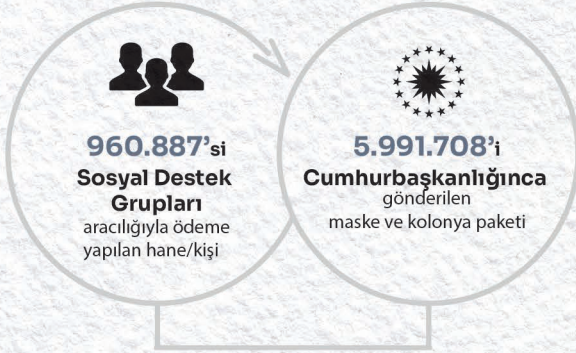 960.887'si
Sosyal Destek
Grupları
aracılığıyla ödeme
yapılan hane/kişi
5.991.708'i
Cumhurbaşkanlığınca
gönderilen
maske ve kolonya paketi